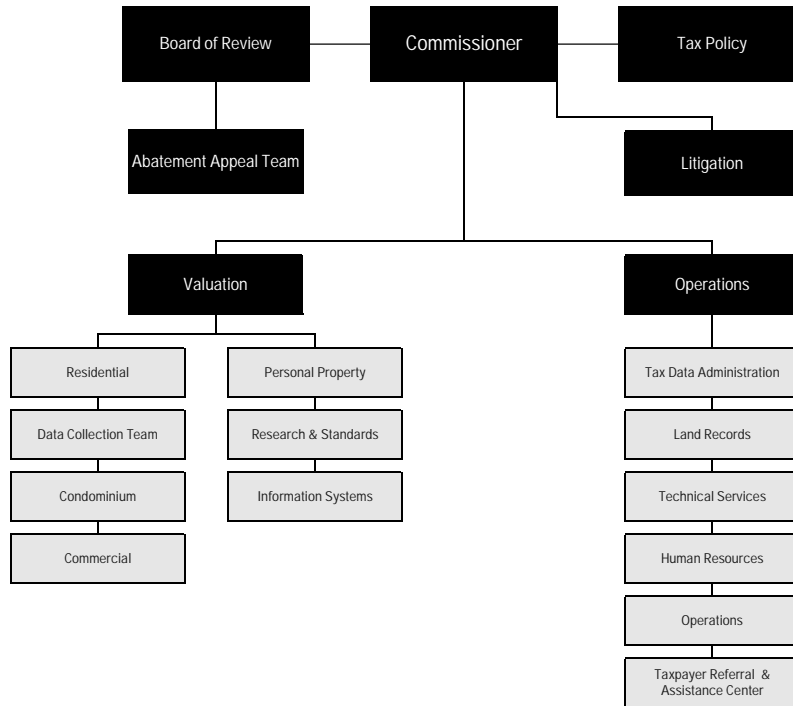 Board of Review
Commissioner
Tax Policy
Abatement Appeal Team
Litigation
Valuation
Operations
Residential
Personal Property
Tax Data Administration
Data Collection Team
Research & Standards
Land Records
Condominium
Information Systems
Technical Services
Commercial
Human Resources
Operations
Taxpayer Referral &
Assistance Center